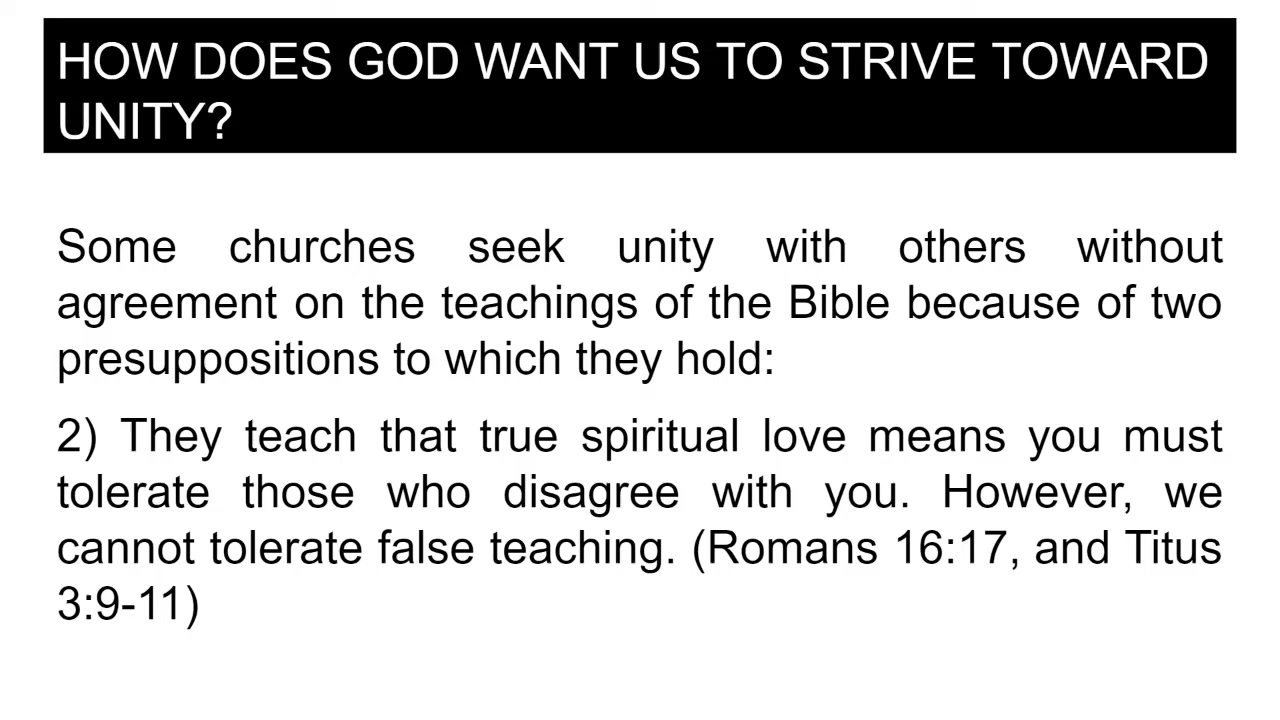 HOW DOES GOD WANT US TO STRIVE TOWARD
UNITY?
Some churches seek unity with others without
agreement on the teachings of the Bible because of two
presuppositions to which they hold:
2) They teach that true spiritual love means you must
tolerate those who disagree with you. However, we
cannot tolerate false teaching. (Romans 16:17, and Titus
3:9-11)